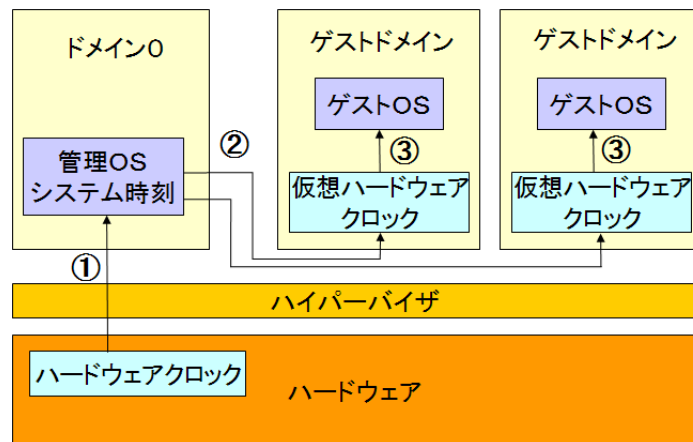 ドメイン０
ゲストドメイン
ゲストドメイン
ゲストＯＳ
ゲストＯＳ
管理ＯＳ
システム時刻
②
③
③
仮想ハードウェア
クロック
仮想ハードウェア
クロック
①
ハイパーバイザ
ハードウェアクロック
ハードウェア